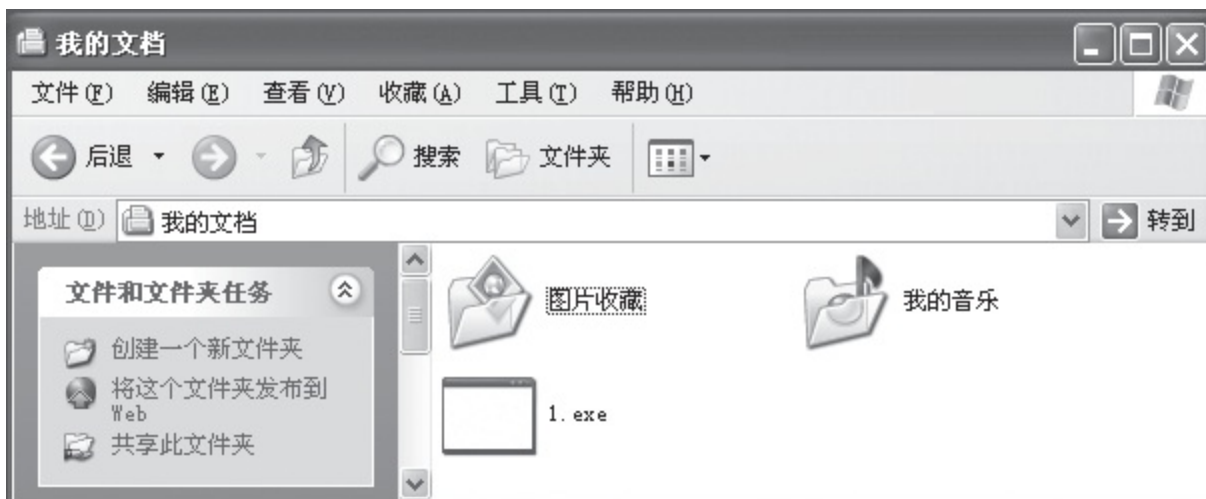 我的文档
文件(F) 编辑(E) 查看(V) 收藏(A) 工具(T) 帮助(H)
后退 搜索 文件夹
地址(D) 我的文档 转到
文件和文件夹任务
创建一个新文件夹
将这个文件夹发布到
Web
共享此文件夹
图片收藏 我的音乐
1.exe